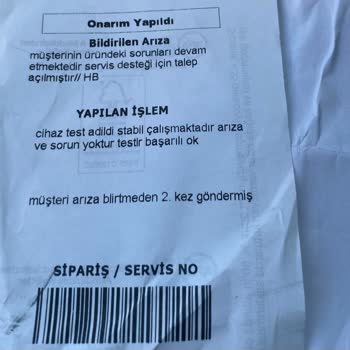 Onarım Yapıldı
Bildirilen Arıza
müşterinin üründeki sorunları devam
etmektedir servis desteği için talep
açılmıştır// HB
YAPILAN İŞLEM
cihaz test adildi stabil çalışmaktadır arıza
ve sorun yoktur testir başarılı ok
müşteri arıza blirtmeden 2. kez göndermiş
SİPARİŞ / SERVİS NO